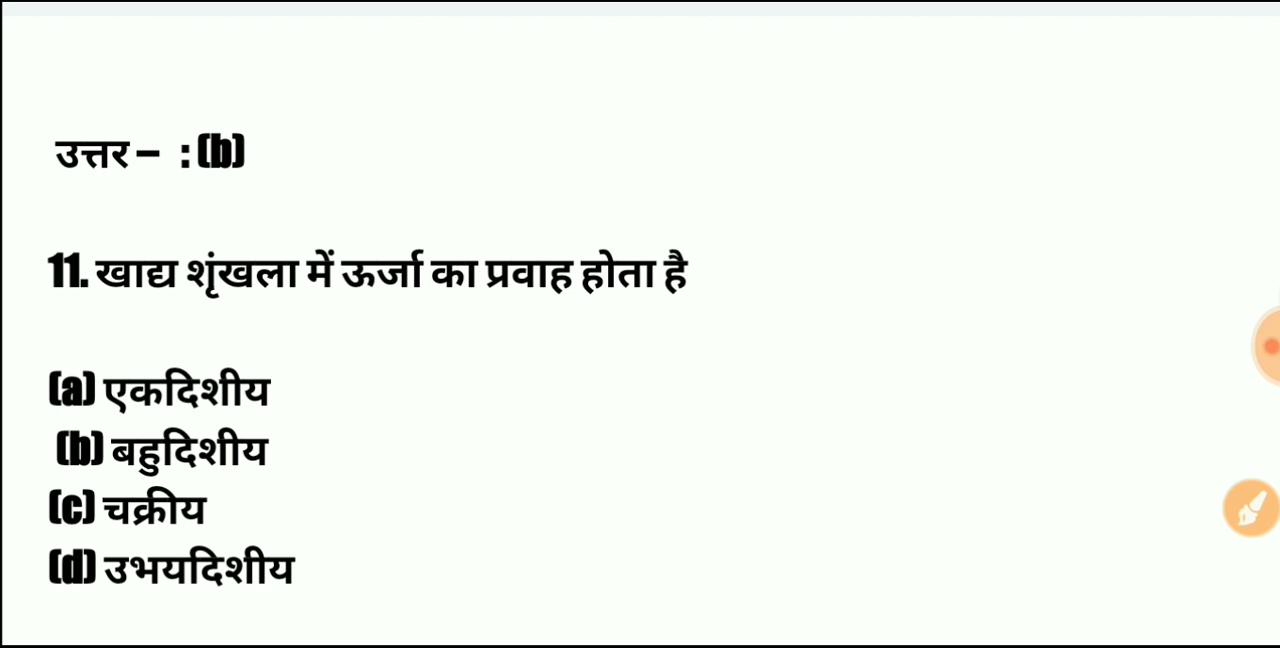 उत्तर – : (b)
11. खाद्य शृंखला में ऊर्जा का प्रवाह होता है
(a) एकदिशीय
(b) बहुदिशीय
(c) चक्रीय
(d) उभयदिशीय